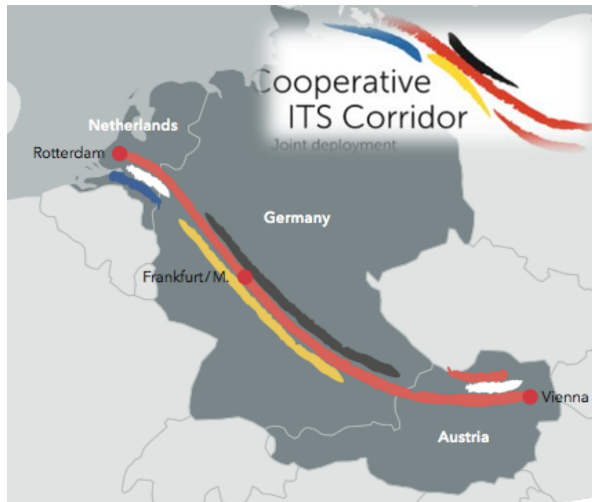 Cooperative
ITS Corridor
Joint deployment
Netherlands
Rotterdam
Germany
Frankfurt/M.
Vienna
Austria